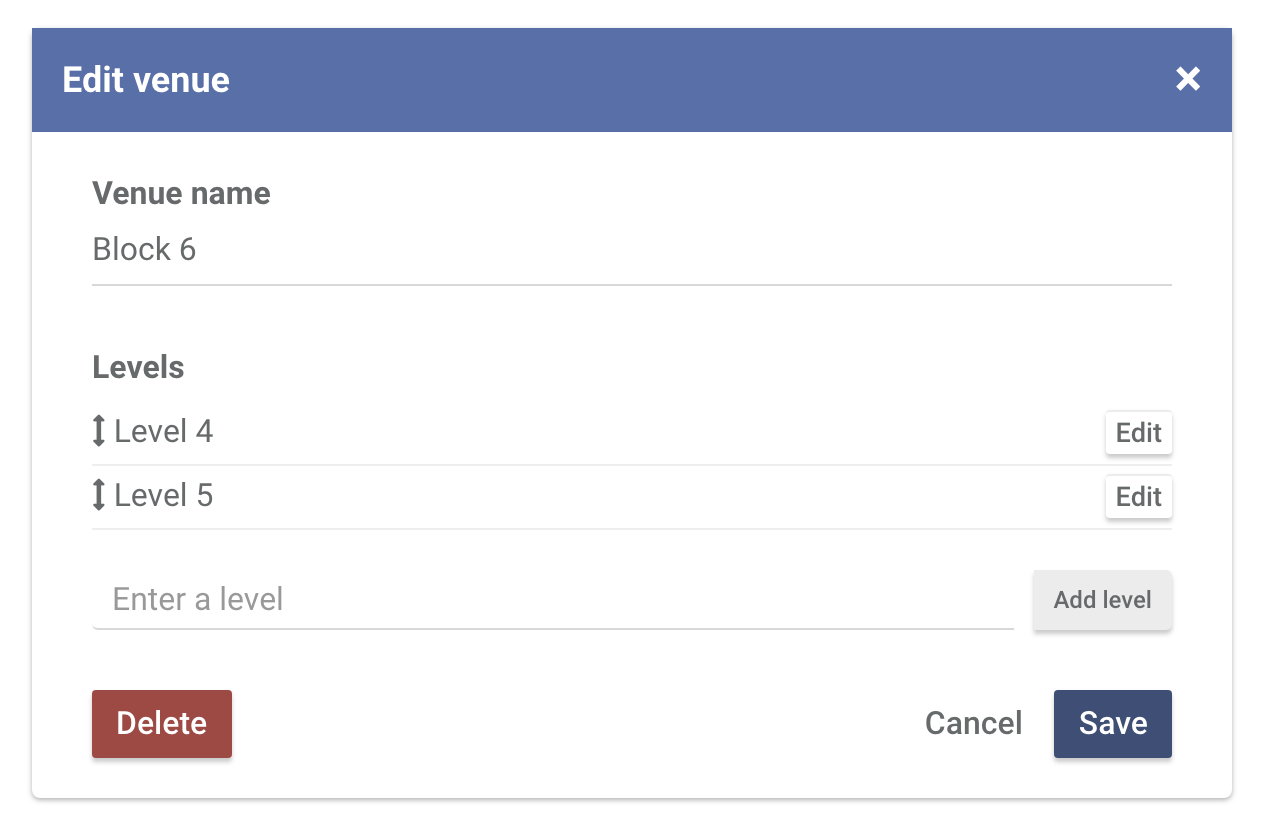 Edit venue
Venue name
Block 6
Levels
Level 4 Edit
Level 5 Edit
Enter a level Add level
Delete Cancel Save